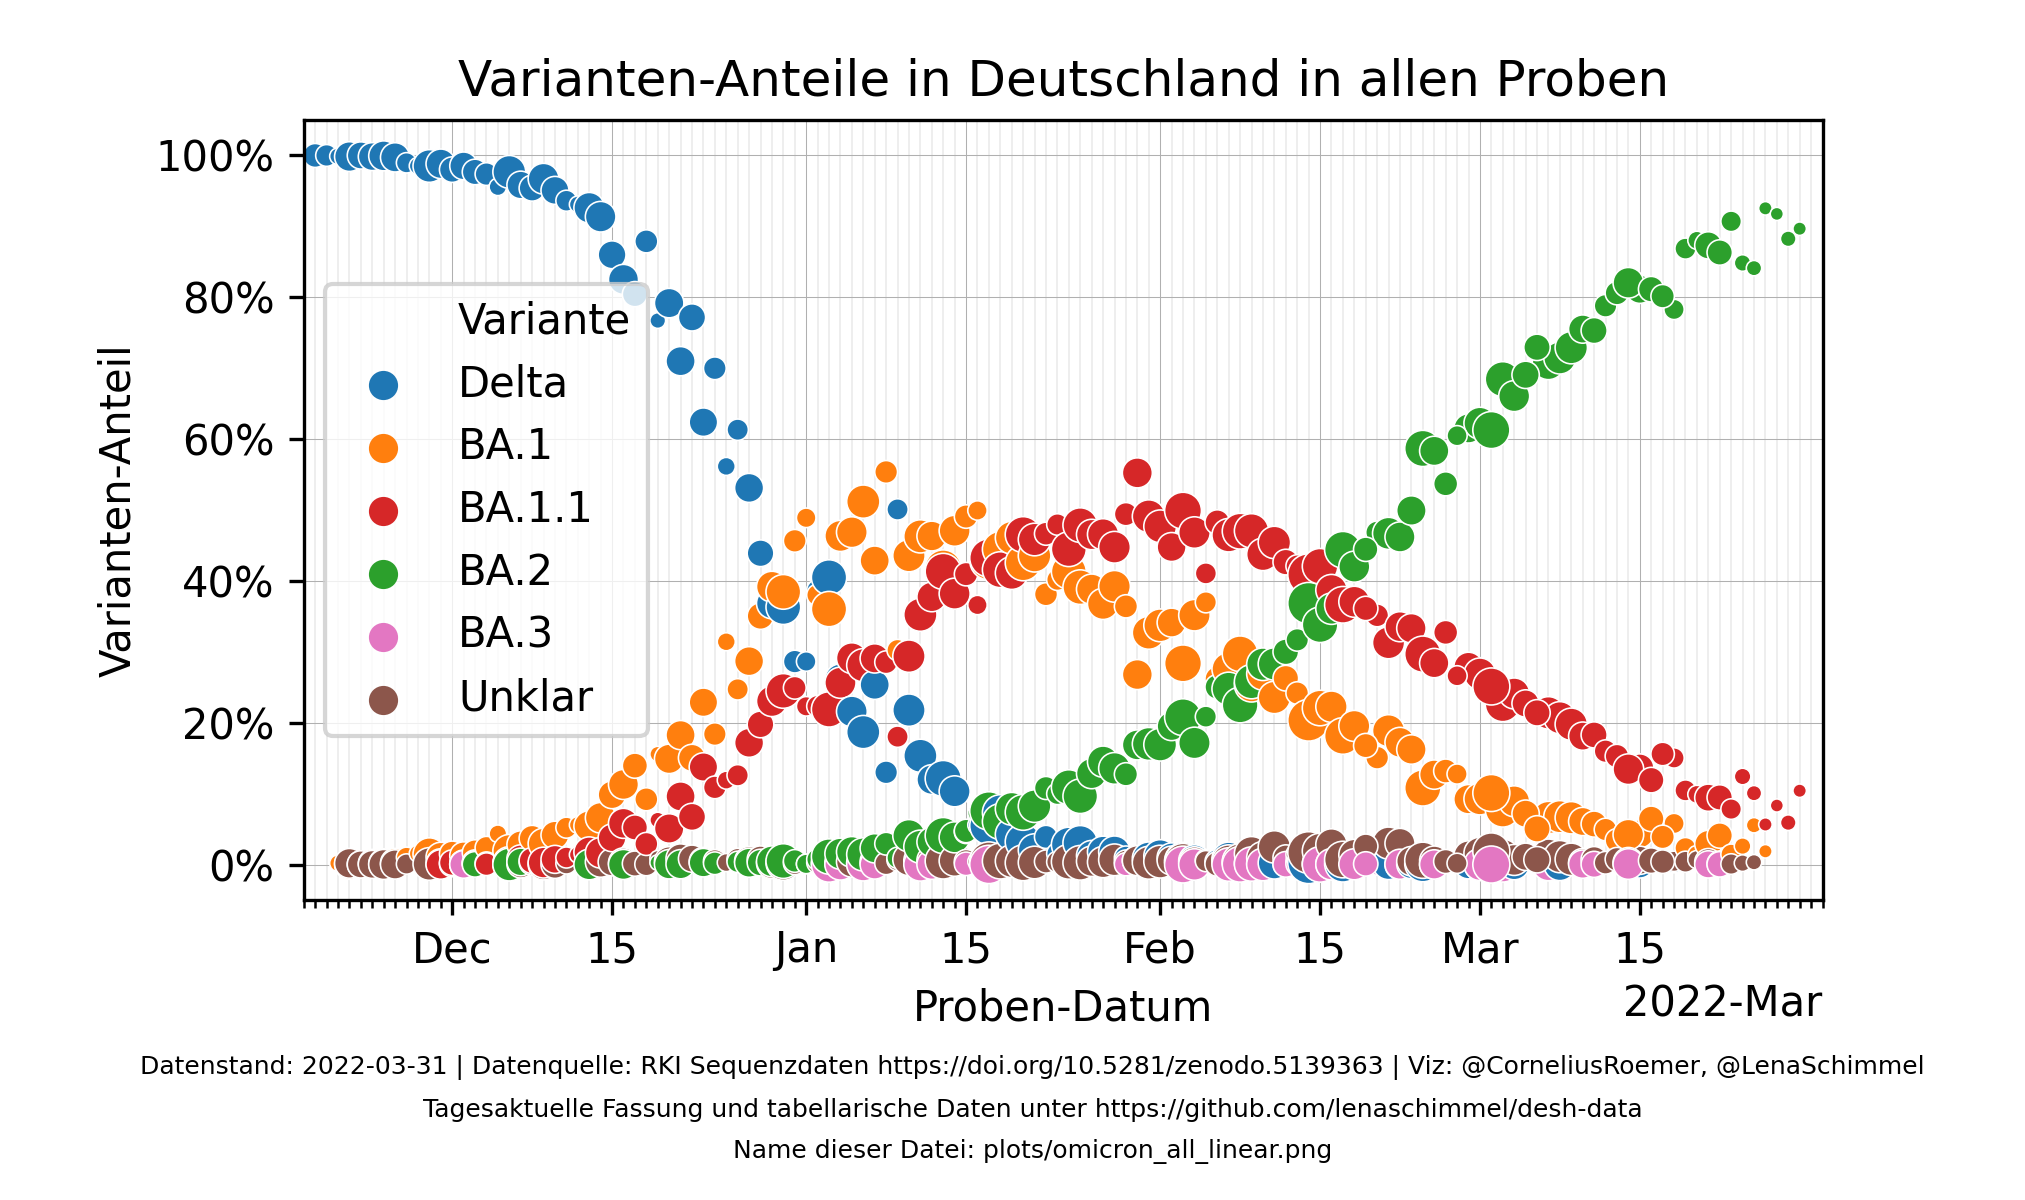 Varianten-Anteile in Deutschland in allen Proben
Varianten-Anteil
100%
80%
60%
40%
20%
0%
Variante
Delta
BA.1
BA.1.1
BA.2
BA.3
Unklar
Dec 15 Jan 15 Feb 15 Mar 15
Proben-Datum
2022-Mar
Datenstand: 2022-03-31 | Datenquelle: RKI Sequenzdaten https://doi.org/10.5281/zenodo.5139363 | Viz: @CorneliusRoemer, @LenaSchimmel
Tagesaktuelle Fassung und tabellarische Daten unter https://github.com/lenaschimmel/desh-data
Name dieser Datei: plots/omicron_all_linear.png